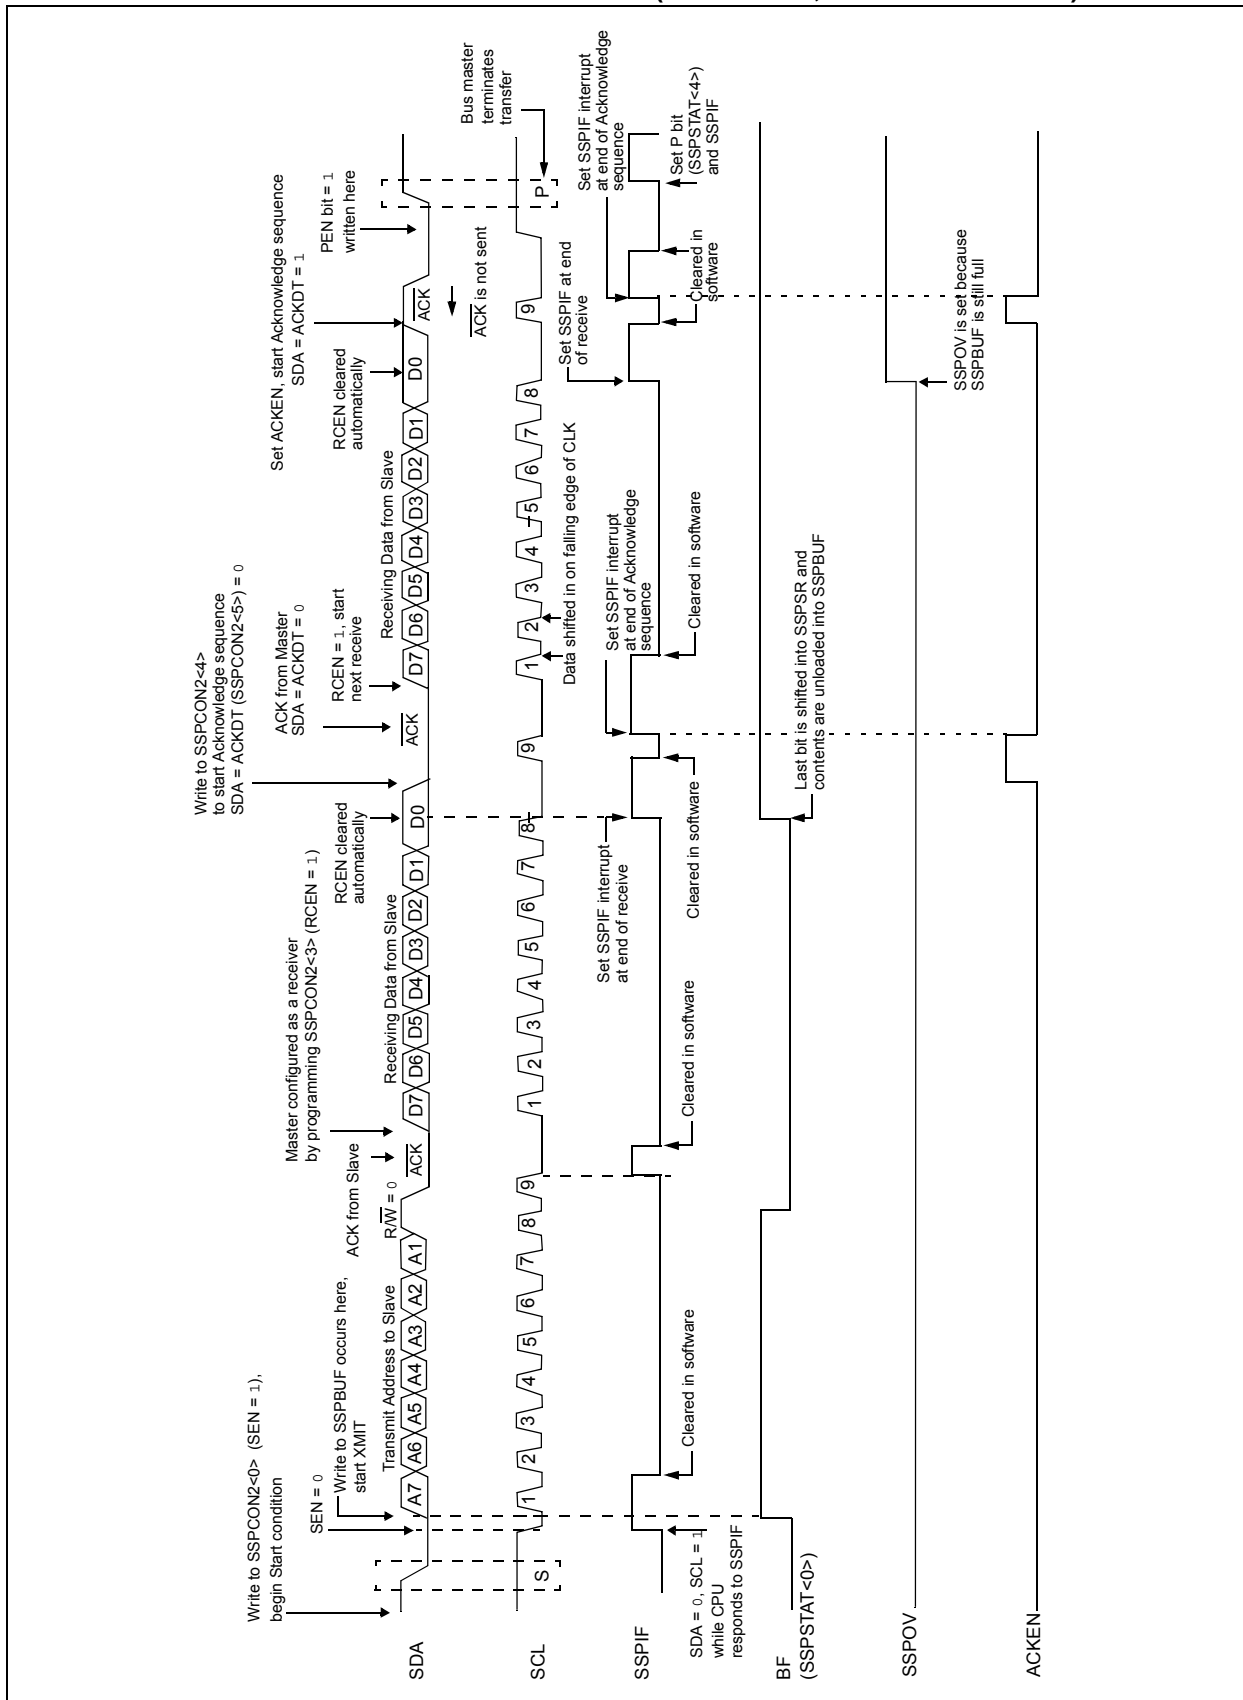 Write to SSPCON2<0> (SEN = 1),
begin Start condition
SEN = 0
Write to SSPBUF occurs here,
start XMIT
Transmit Address to Slave
ACK from Slave
R/W = 0
Master configured as a receiver
by programming SSPCON2<3> (RCEN = 1)
Receiving Data from Slave
RCEN cleared
automatically
Write to SSPCON2<4>
to start Acknowledge sequence
SDA = ACKDT (SSPCON2<5>) = 0
ACK from Master
SDA = ACKDT = 0
RCEN = 1, start
next receive
Receiving Data from Slave
RCEN cleared
automatically
Set ACKEN, start Acknowledge sequence
SDA = ACKDT = 1
PEN bit = 1
written here
SDA
A7 A6 A5 A4 A3 A2 A1 ACK D7 D6 D5 D4 D3 D2 D1 D0 ACK D7 D6 D5 D4 D3 D2 D1 D0 ACK
ACK is not sent
Bus master
terminates
transfer
SCL
S 1 2 3 4 5 6 7 8 9 1 2 3 4 5 6 7 8 9 1 2 3 4 5 6 7 8 9 P
Data shifted in on falling edge of CLK
Set SSPIF interrupt
at end of receive
Set SSPIF interrupt
at end of Acknowledge
sequence
Set SSPIF at end
of receive
Set SSPIF interrupt
at end of Acknowledge
sequence
SSPIF
SDA = 0, SCL = 1
while CPU
responds to SSPIF
Cleared in software
Cleared in software
Cleared in software
Cleared in software
Cleared in
software
Set P bit
(SSPSTAT<4>)
and SSPIF
BF
(SSPSTAT<0>)
Last bit is shifted into SSPSR and
contents are unloaded into SSPBUF
SSPOV
SSPOV is set because
SSPBUF is still full
ACKEN